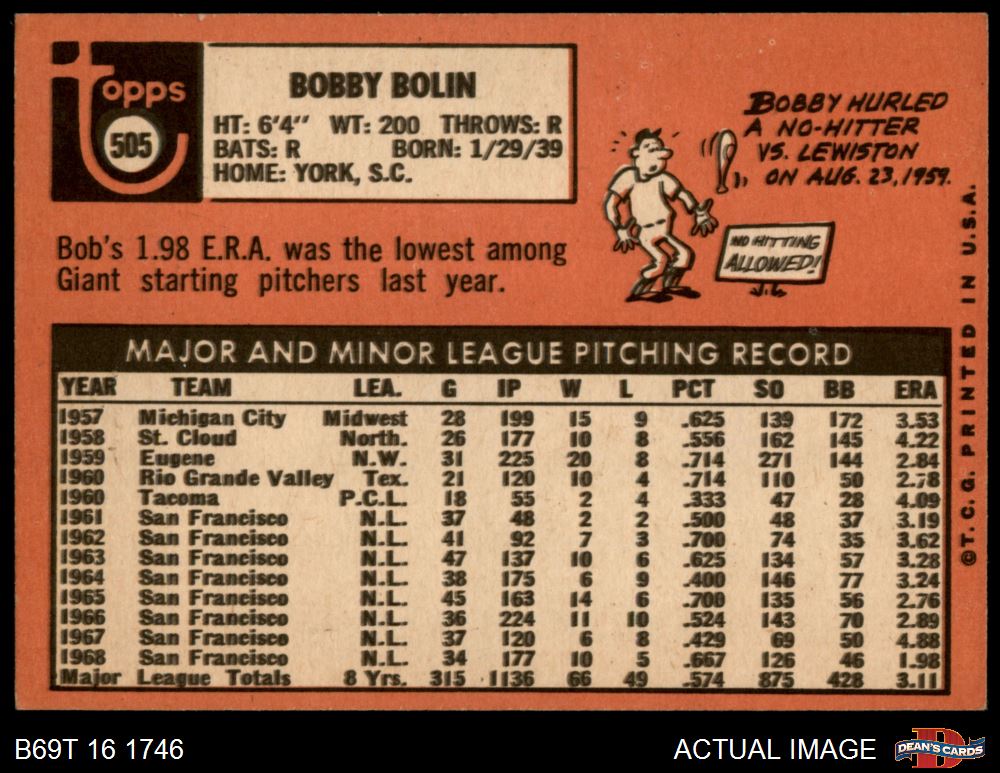 topps
505
BOBBY BOLIN
HT: 6'4" WT: 200 THROWS: R
BATS: R BORN: 1/29/39
HOME: YORK, S.C.
BOBBY HURLED
A NO-HITTER
VS. LEWISTON
ON AUG. 23, 1959.
NO HITTING
ALLOWED!
Bob's 1.98 E.R.A. was the lowest among
Giant starting pitchers last year.
MAJOR AND MINOR LEAGUE PITCHING RECORD
YEAR TEAM LEA. G IP W L PCT SO BB ERA
1957 Michigan City Midwest 28 199 15 9 .625 139 172 3.53
1958 St. Cloud North. 26 177 10 8 .556 162 145 4.22
1959 Eugene N.W. 31 225 20 8 .714 271 144 2.84
1960 Rio Grande Valley Tex. 21 120 10 4 .714 110 50 2.78
1960 Tacoma P.C.L. 18 55 2 4 .333 47 28 4.09
1961 San Francisco N.L. 37 48 2 2 .500 48 37 3.19
1962 San Francisco N.L. 41 92 7 3 .700 74 35 3.62
1963 San Francisco N.L. 47 137 10 6 .625 134 57 3.28
1964 San Francisco N.L. 38 175 6 9 .400 146 77 3.24
1965 San Francisco N.L. 45 163 14 6 .700 135 56 2.76
1966 San Francisco N.L. 36 224 11 10 .524 143 70 2.89
1967 San Francisco N.L. 37 120 6 8 .429 69 50 4.88
1968 San Francisco N.L. 34 177 10 5 .667 126 46 1.98
Major League Totals 8 Yrs. 315 1136 66 49 .574 875 428 3.11
©T.C.G. PRINTED IN U.S.A.
B69T 16 1746
ACTUAL IMAGE
D
DEAN'S CARDS